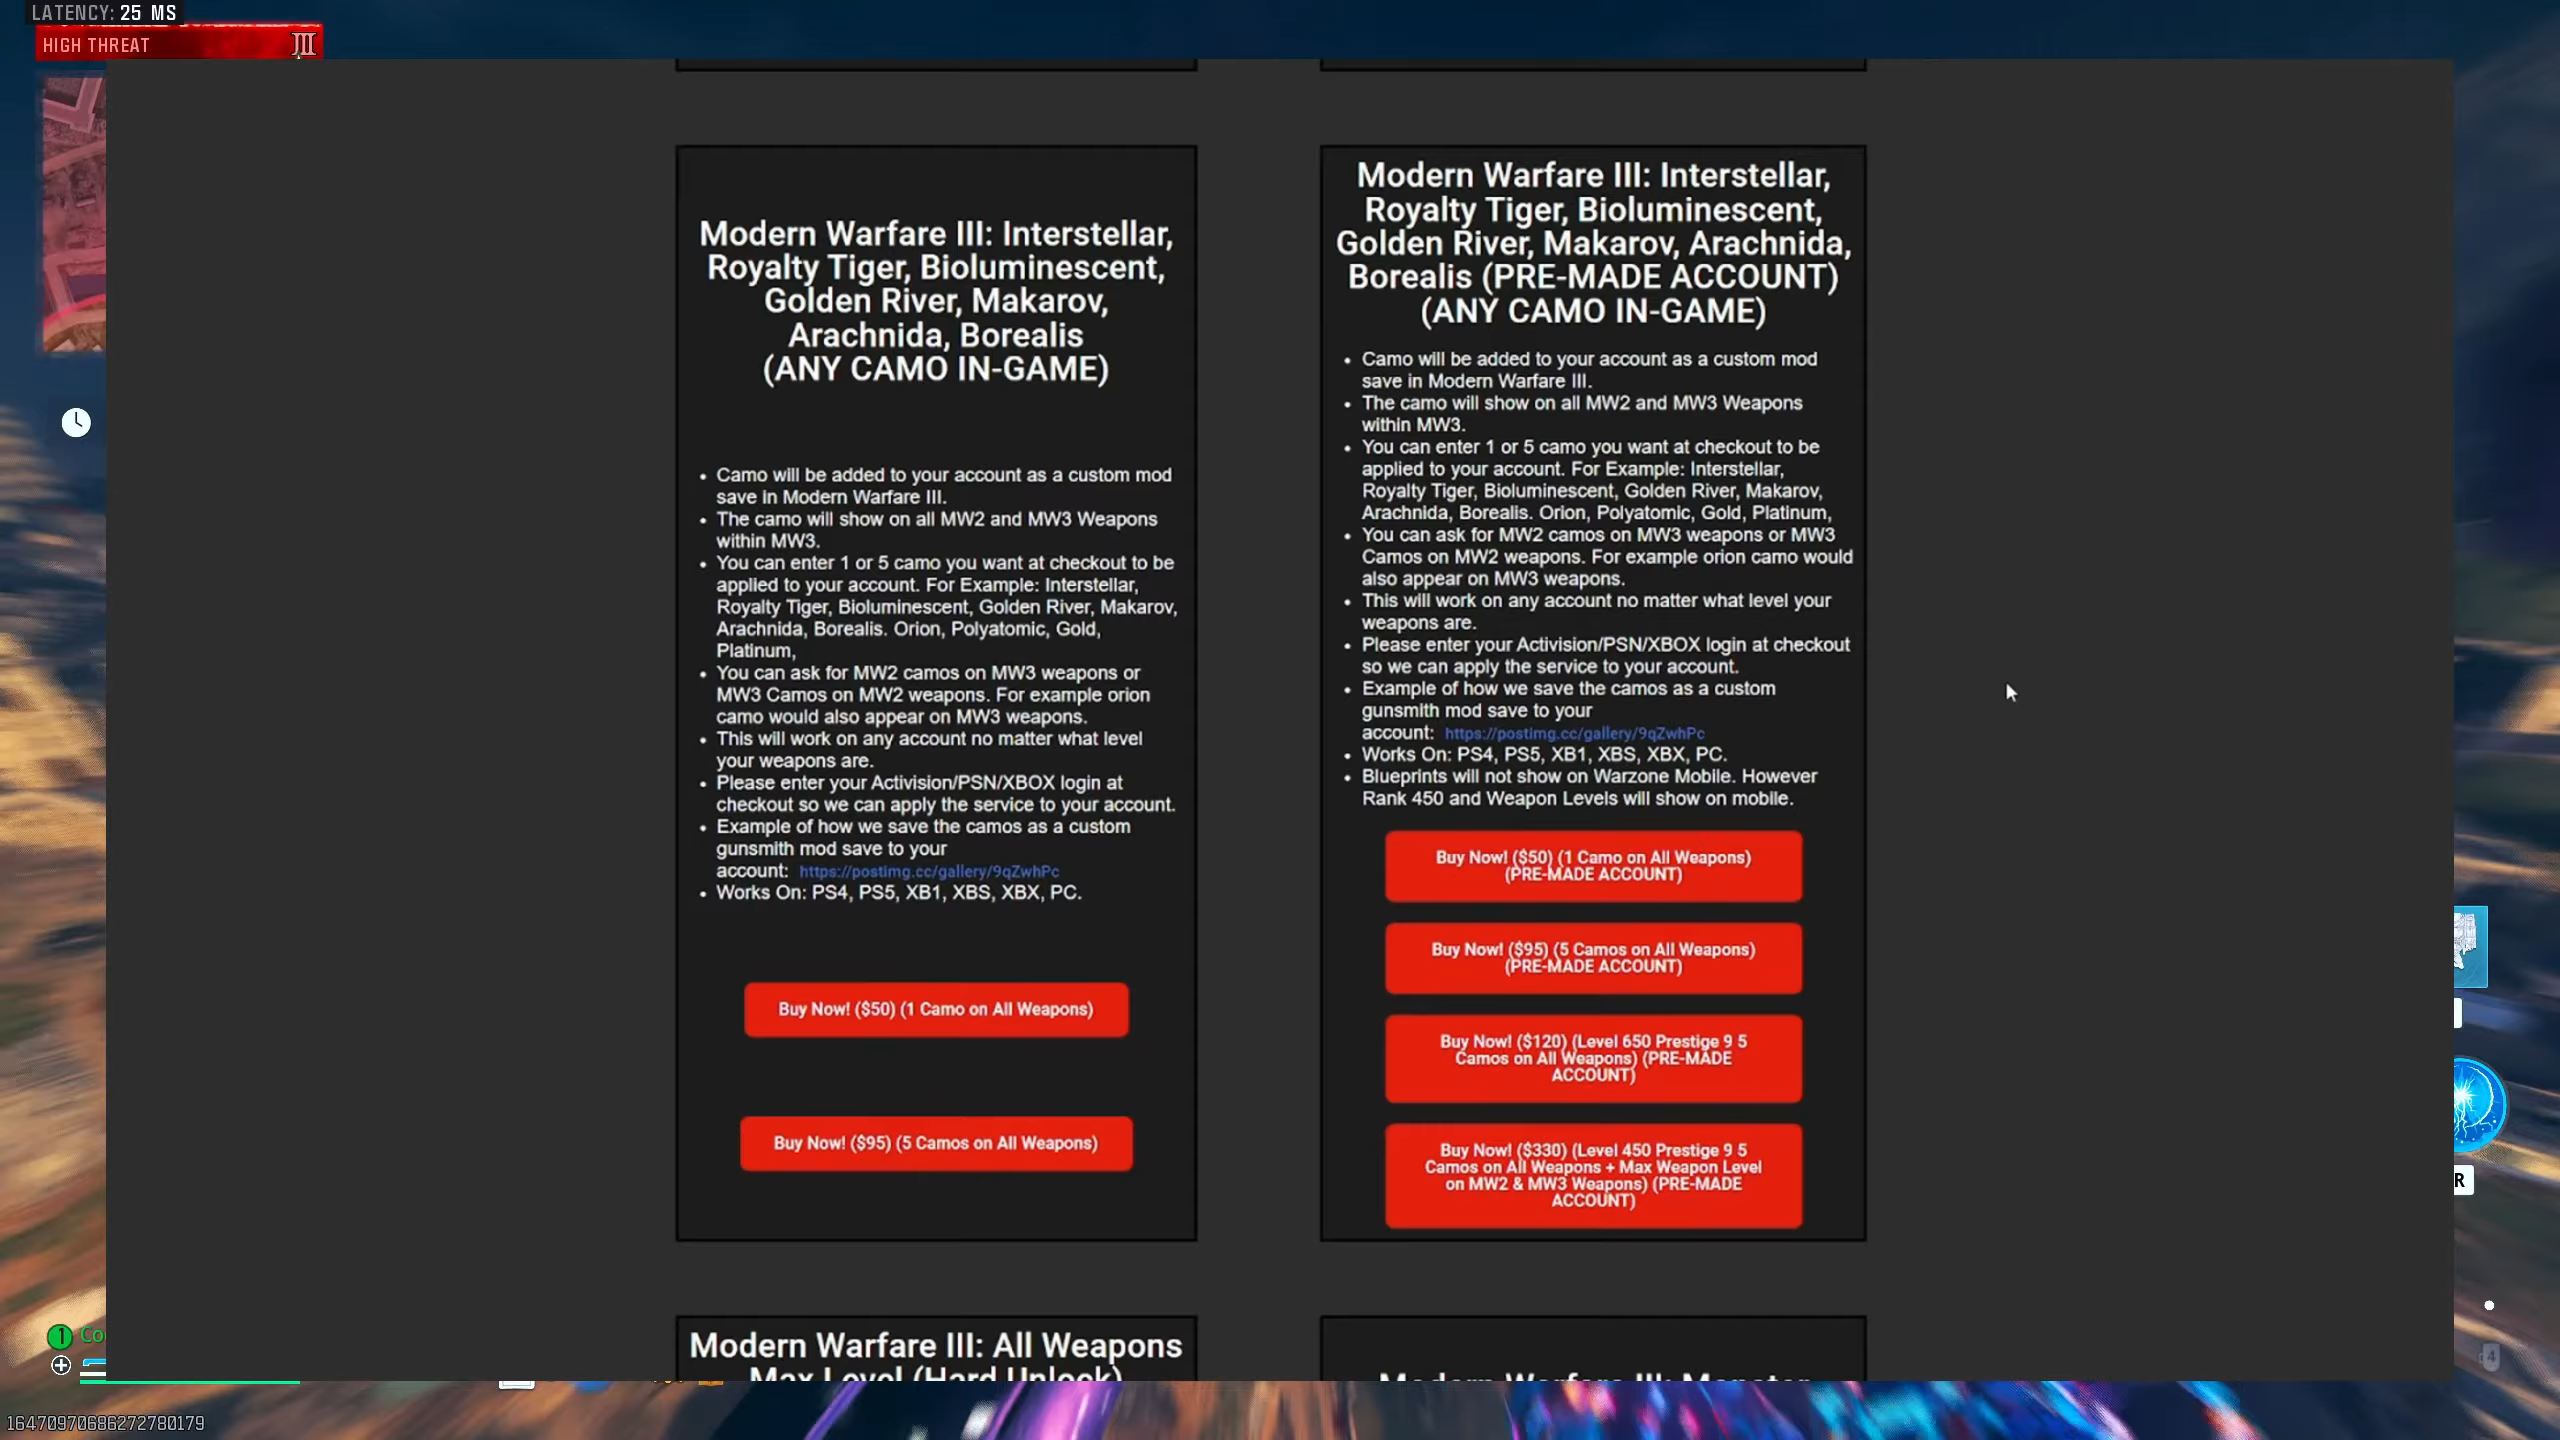 LATENCY: 25 MS
HIGH THREAT
III
Modern Warfare III: Interstellar,
Royalty Tiger, Bioluminescent,
Golden River, Makarov,
Arachnida, Borealis
(ANY CAMO IN-GAME)
• Camo will be added to your account as a custom mod
save in Modern Warfare III.
• The camo will show on all MW2 and MW3 Weapons
within MW3.
• You can enter 1 or 5 camo you want at checkout to be
applied to your account. For Example: Interstellar,
Royalty Tiger, Bioluminescent, Golden River, Makarov,
Arachnida, Borealis. Orion, Polyatomic, Gold,
Platinum,
• You can ask for MW2 camos on MW3 weapons or
MW3 Camos on MW2 weapons. For example orion
camo would also appear on MW3 weapons.
• This will work on any account no matter what level
your weapons are.
• Please enter your Activision/PSN/XBOX login at
checkout so we can apply the service to your account.
• Example of how we save the camos as a custom
gunsmith mod save to your
account: https://postimg.cc/gallery/9qZwhPc
• Works On: PS4, PS5, XB1, XBS, XBX, PC.
Buy Now! ($50) (1 Camo on All Weapons)
Buy Now! ($95) (5 Camos on All Weapons)
Modern Warfare III: Interstellar,
Royalty Tiger, Bioluminescent,
Golden River, Makarov, Arachnida,
Borealis (PRE-MADE ACCOUNT)
(ANY CAMO IN-GAME)
• Camo will be added to your account as a custom mod
save in Modern Warfare III.
• The camo will show on all MW2 and MW3 Weapons
within MW3.
• You can enter 1 or 5 camo you want at checkout to be
applied to your account. For Example: Interstellar,
Royalty Tiger, Bioluminescent, Golden River, Makarov,
Arachnida, Borealis. Orion, Polyatomic, Gold, Platinum,
• You can ask for MW2 camos on MW3 weapons or MW3
Camos on MW2 weapons. For example orion camo would
also appear on MW3 weapons.
• This will work on any account no matter what level your
weapons are.
• Please enter your Activision/PSN/XBOX login at checkout
so we can apply the service to your account.
• Example of how we save the camos as a custom
gunsmith mod save to your
account: https://postimg.cc/gallery/9qZwhPc
• Works On: PS4, PS5, XB1, XBS, XBX, PC.
• Blueprints will not show on Warzone Mobile. However
Rank 450 and Weapon Levels will show on mobile.
Buy Now! ($50) (1 Camo on All Weapons)
(PRE-MADE ACCOUNT)
Buy Now! ($95) (5 Camos on All Weapons)
(PRE-MADE ACCOUNT)
Buy Now! ($120) (Level 650 Prestige 9 5
Camos on All Weapons) (PRE-MADE
ACCOUNT)
Buy Now! ($330) (Level 450 Prestige 9 5
Camos on All Weapons + Max Weapon Level
on MW2 & MW3 Weapons) (PRE-MADE
ACCOUNT)
R
Modern Warfare III: All Weapons
Max Level (Hard Unlock)
Modern Warfare III: Monster
1 Co
4
16470970686272780179